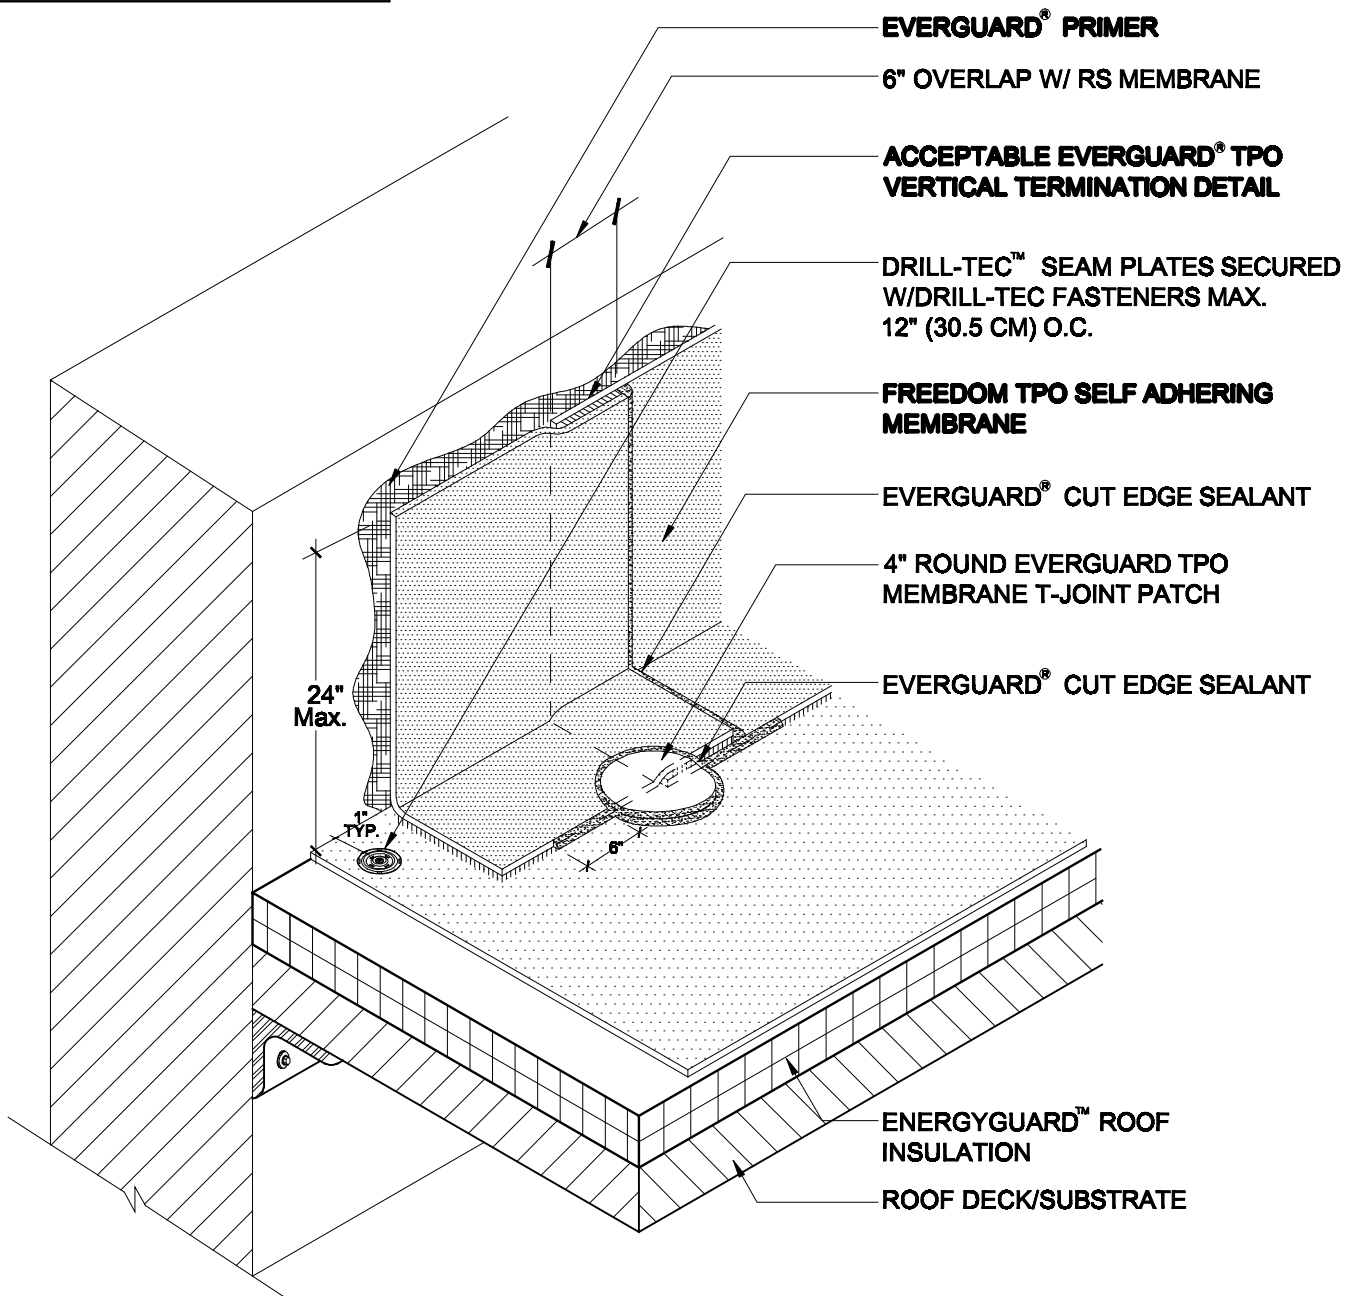 EVERGUARD® PRIMER
6" OVERLAP W/ RS MEMBRANE
ACCEPTABLE EVERGUARD® TPO
VERTICAL TERMINATION DETAIL
DRILL-TEC™ SEAM PLATES SECURED
W/DRILL-TEC FASTENERS MAX.
12" (30.5 CM) O.C.
FREEDOM TPO SELF ADHERING
MEMBRANE
EVERGUARD® CUT EDGE SEALANT
4" ROUND EVERGUARD TPO
MEMBRANE T-JOINT PATCH
EVERGUARD® CUT EDGE SEALANT
24"
Max.
1"
TYP.
6"
ENERGYGUARD™ ROOF
INSULATION
ROOF DECK/SUBSTRATE